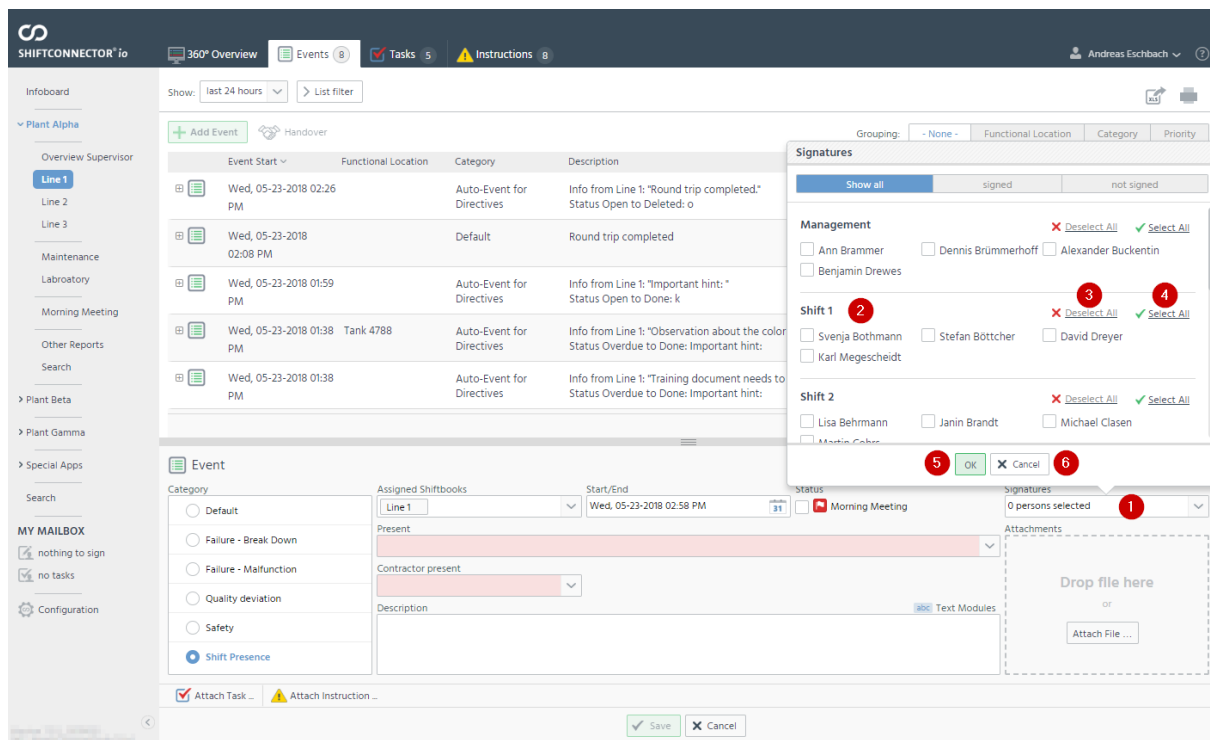 SHIFTCONNECTOR® io
360° Overview
Events 8
Tasks 5
Instructions 8
Andreas Eschbach
?
Infoboard
Plant Alpha
Overview Supervisor
Line 1
Line 2
Line 3
Maintenance
Labroatory
Morning Meeting
Other Reports
Search
Plant Beta
Plant Gamma
Special Apps
Search
MY MAILBOX
nothing to sign
no tasks
Configuration
Show: last 24 hours
List filter
XLS
Add Event
Handover
Grouping: - None - Functional Location Category Priority
Event Start Functional Location Category Description
Wed, 05-23-2018 02:26 PM
Auto-Event for Directives
Info from Line 1: "Round trip completed."
Status Open to Deleted: o
Wed, 05-23-2018 02:08 PM
Default
Round trip completed
Wed, 05-23-2018 01:59 PM
Auto-Event for Directives
Info from Line 1: "Important hint: "
Status Open to Done: k
Wed, 05-23-2018 01:38 PM
Tank 4788
Auto-Event for Directives
Info from Line 1: "Observation about the color
Status Overdue to Done: Important hint:
Wed, 05-23-2018 01:38 PM
Auto-Event for Directives
Info from Line 1: "Training document needs to
Status Overdue to Done: Important hint:
Signatures
Show all signed not signed
Management
Deselect All Select All
Ann Brammer Dennis Brümmerhoff Alexander Buckentin
Benjamin Drewes
3 4
Shift 1 2
Deselect All Select All
Svenja Bothmann Stefan Böttcher David Dreyer
Karl Megescheidt
Shift 2
Deselect All Select All
Lisa Behrmann Janin Brandt Michael Clasen
Martin Cohrs
5 OK Cancel 6
Event
Category
Default
Failure - Break Down
Failure - Malfunction
Quality deviation
Safety
Shift Presence
Assigned Shiftbooks
Line 1
Start/End
Wed, 05-23-2018 02:58 PM
31
Status
Morning Meeting
Signatures
0 persons selected 1
Present
Contractor present
Description
abc Text Modules
Attachments
Drop file here
or
Attach File ...
Attach Task ...
Attach Instruction ...
Save Cancel